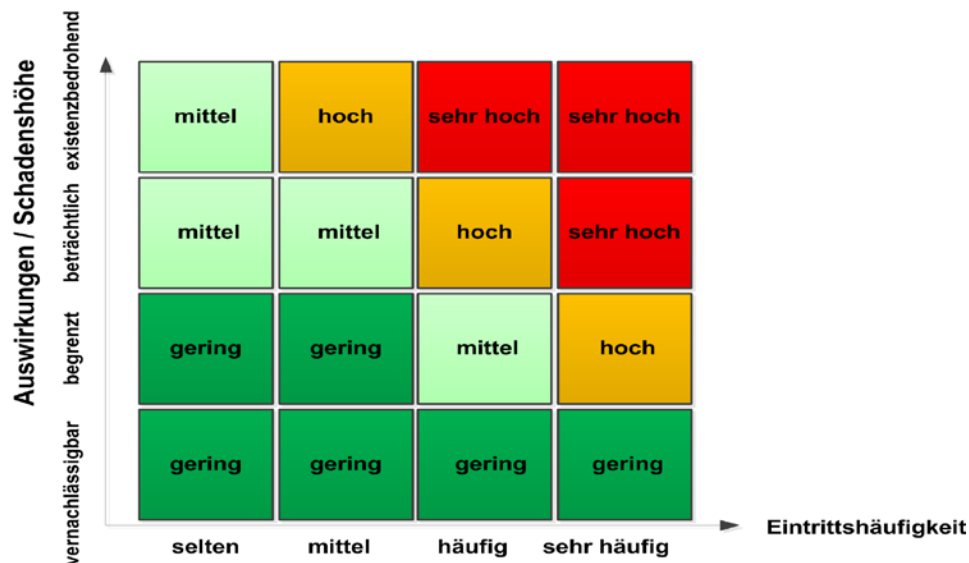 Auswirkungen / Schadenshöhe
existenzbedrohend
mittel hoch sehr hoch sehr hoch
beträchtlich
mittel mittel hoch sehr hoch
begrenzt
gering gering mittel hoch
vernachlässigbar
gering gering gering gering
selten mittel häufig sehr häufig
Eintrittshäufigkeit